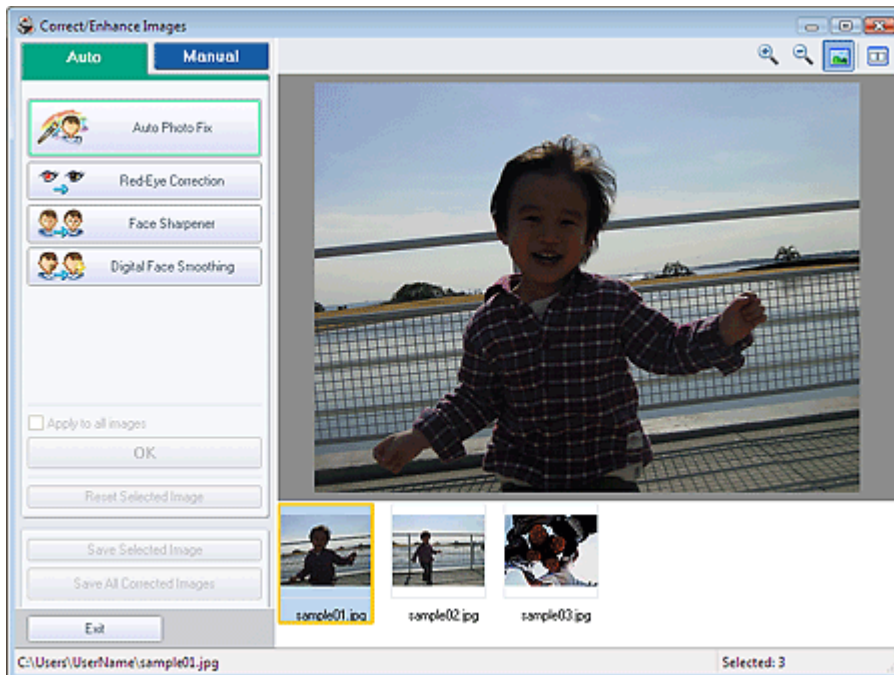 Correct/Enhance Images
Auto Manual
Auto Photo Fix
Red-Eye Correction
Face Sharpener
Digital Face Smoothing
Apply to all images
OK
Reset Selected Image
Save Selected Image
Save All Corrected Images
Exit
sample01.jpg sample02.jpg sample03.jpg
C:\Users\UserName\sample01.jpg Selected: 3